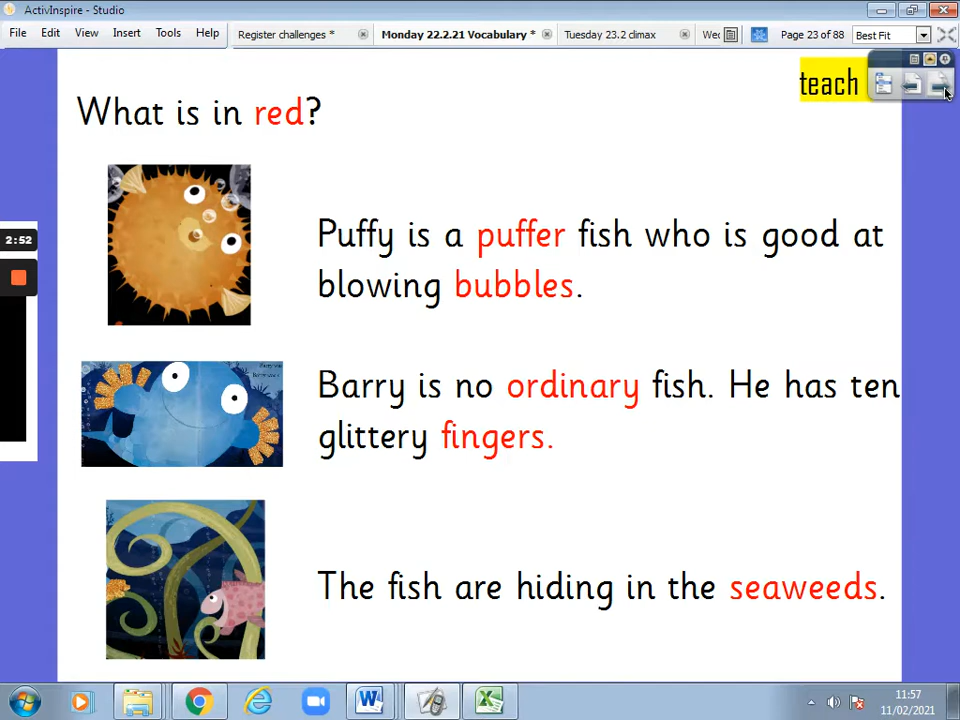 ActivInspire - Studio
File Edit View Insert Tools Help
Register challenges *
Monday 22.2.21 Vocabulary *
Tuesday 23.2 climax
Page 23 of 88
Best Fit
teach
What is in red?
2:52
Puffy is a puffer fish who is good at
blowing bubbles.
Barry is no ordinary fish. He has ten
glittery fingers.
The fish are hiding in the seaweeds.
11:57
11/02/2021